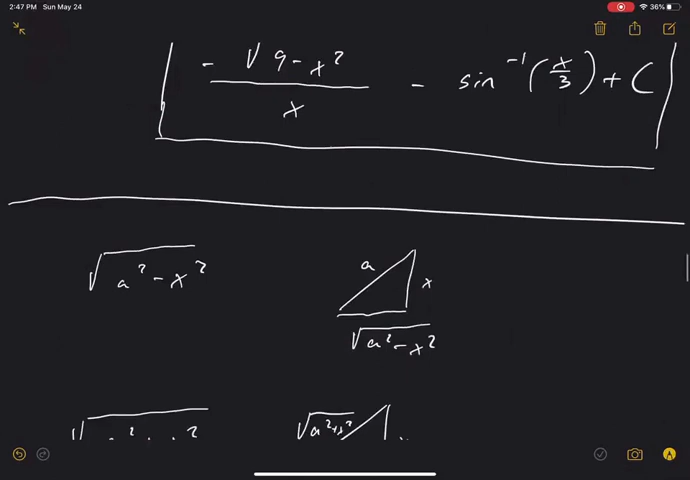 2:47 PM Sun May 24
36%
-√(9 - x²) / x - sin⁻¹(x/3) + C
√(a² - x²)
a
x
√(a² - x²)
√(a² + x²)